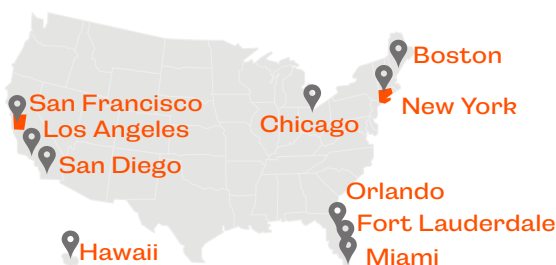 Boston
San Francisco
New York
Los Angeles
Chicago
San Diego
Orlando
Fort Lauderdale
Hawaii
Miami